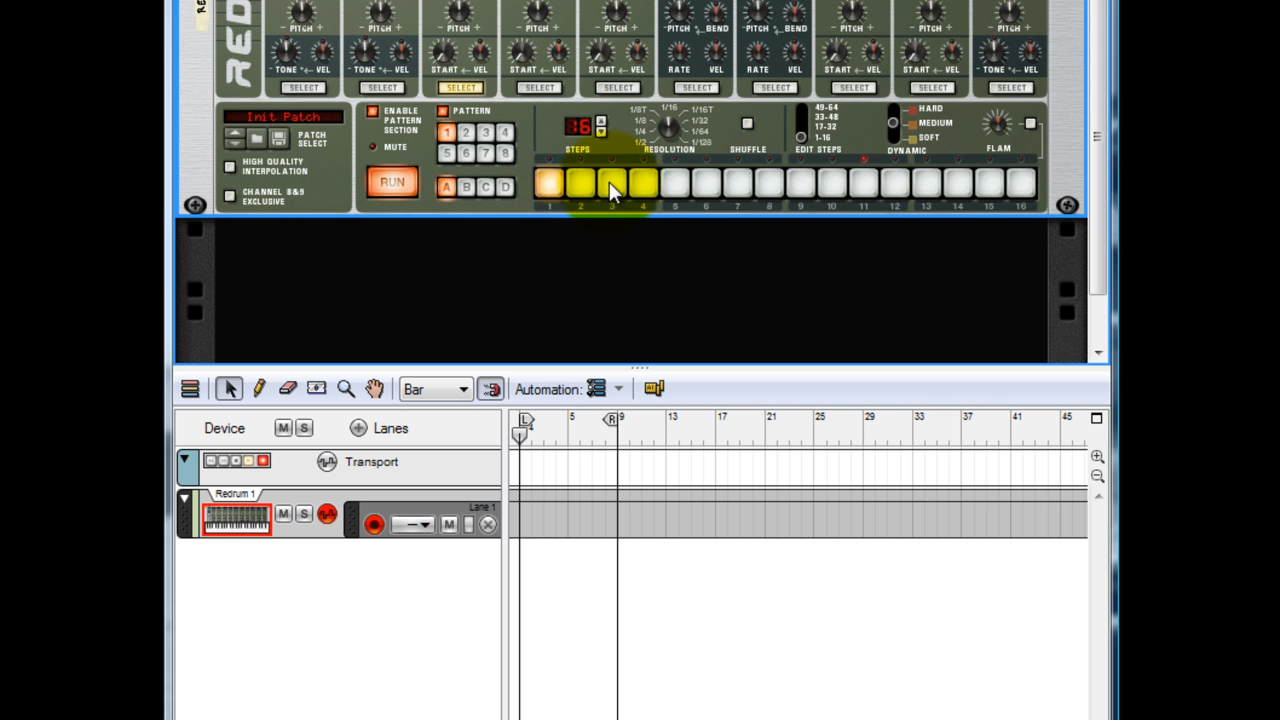 RED
- PITCH + - PITCH + - PITCH + - PITCH + - PITCH + -PITCH BEND -PITCH BEND - PITCH + - PITCH + - PITCH +
- TONE VEL - TONE VEL START VEL START VEL START VEL RATE VEL RATE VEL START VEL START VEL - TONE VEL
SELECT SELECT SELECT SELECT SELECT SELECT SELECT SELECT SELECT SELECT
Init Patch
PATCH SELECT
HIGH QUALITY INTERPOLATION
CHANNEL 8&9 EXCLUSIVE
ENABLE PATTERN SECTION
MUTE
RUN
PATTERN
1 2 3 4
5 6 7 8
A B C D
16
STEPS
1/16
1/8T 1/16T
1/8 1/32
1/4 1/64
1/2 1/128
RESOLUTION
SHUFFLE
49-64
33-48
17-32
1-16
EDIT STEPS
HARD
MEDIUM
SOFT
DYNAMIC
FLAM
1 2 3 4 5 6 7 8 9 10 11 12 13 14 15 16
Bar Automation:
Device M S Lanes
L R
5 9 13 17 21 25 29 33 37 41 45
Transport
Redrum 1
M S
Lane 1
M